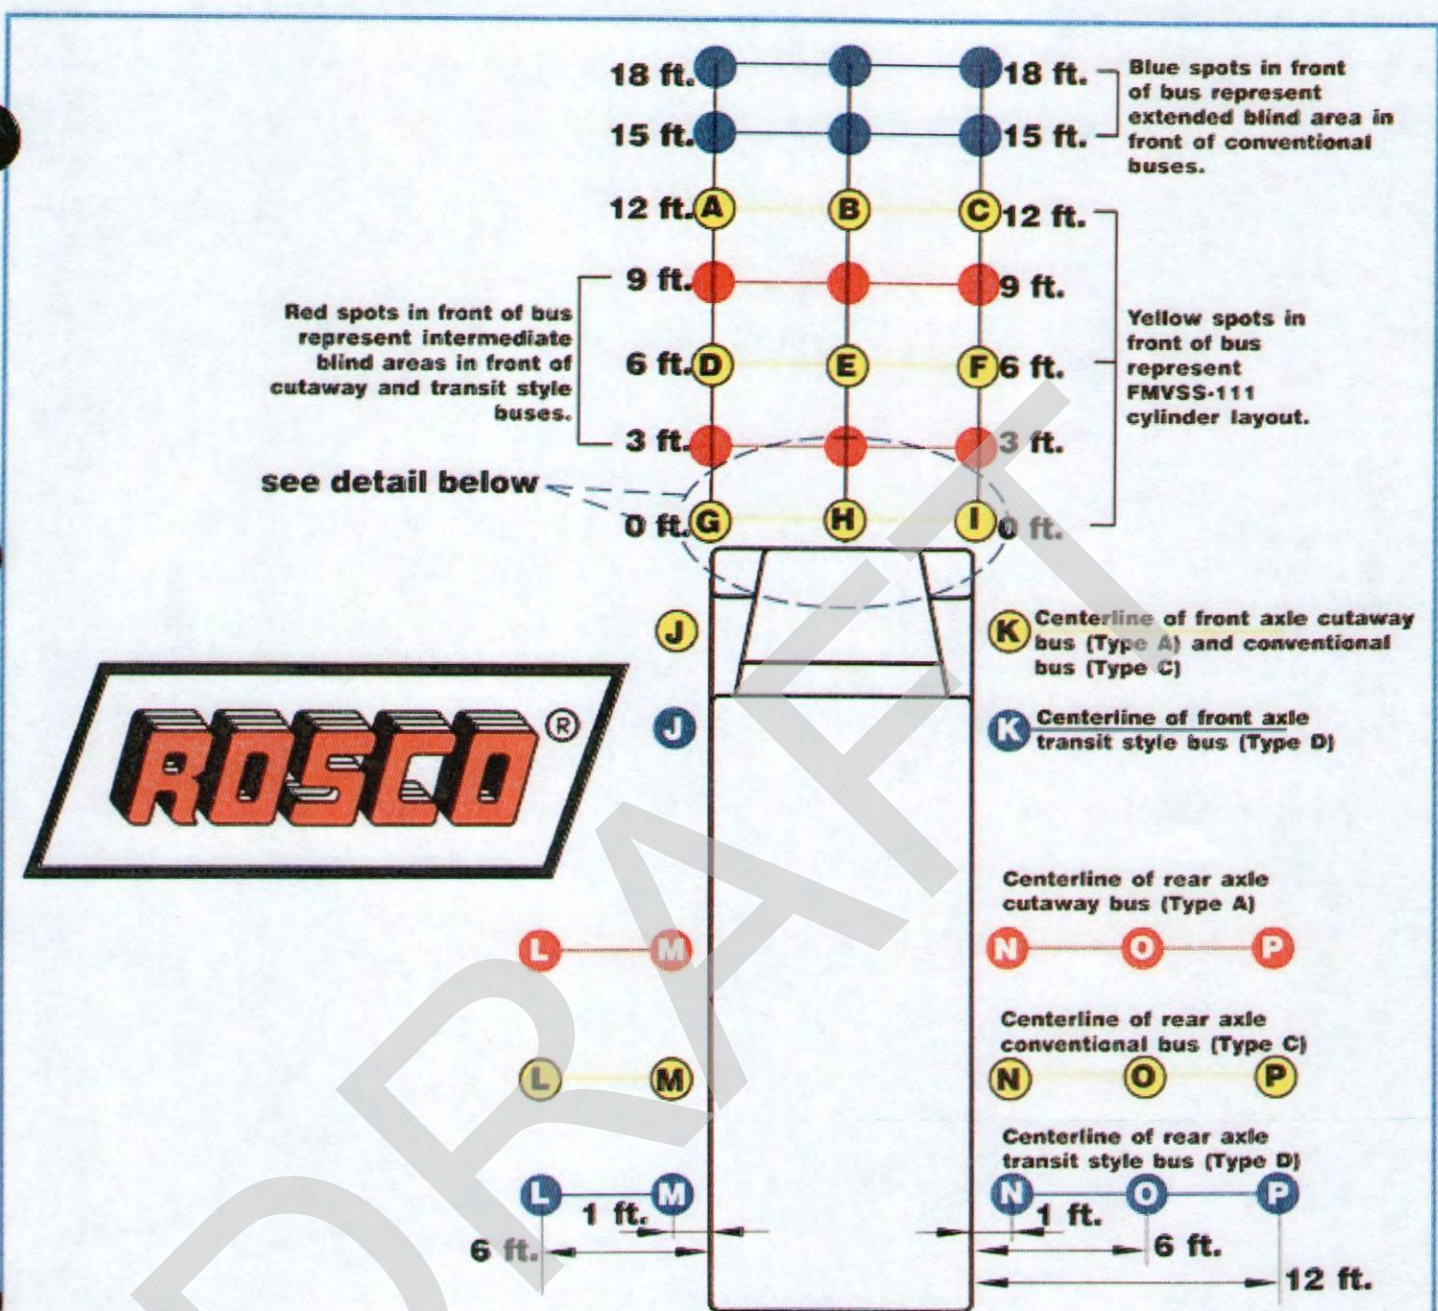 18 ft. 18 ft.
Blue spots in front
of bus represent
extended blind area in
front of conventional
buses.
15 ft. 15 ft.
12 ft. A B C 12 ft.
9 ft. 9 ft.
Red spots in front of bus
represent intermediate
blind areas in front of
cutaway and transit style
buses.
Yellow spots in
front of bus
represent
FMVSS-111
cylinder layout.
6 ft. D E F 6 ft.
3 ft. 3 ft.
see detail below
0 ft. G H I 0 ft.
J K
Centerline of front axle cutaway
bus (Type A) and conventional
bus (Type C)
J K
Centerline of front axle
transit style bus (Type D)
ROSCO ®
Centerline of rear axle
cutaway bus (Type A)
L M N O P
Centerline of rear axle
conventional bus (Type C)
L M N O P
Centerline of rear axle
transit style bus (Type D)
L M N O P
1 ft. 1 ft.
6 ft. 6 ft.
12 ft.
DRAFT